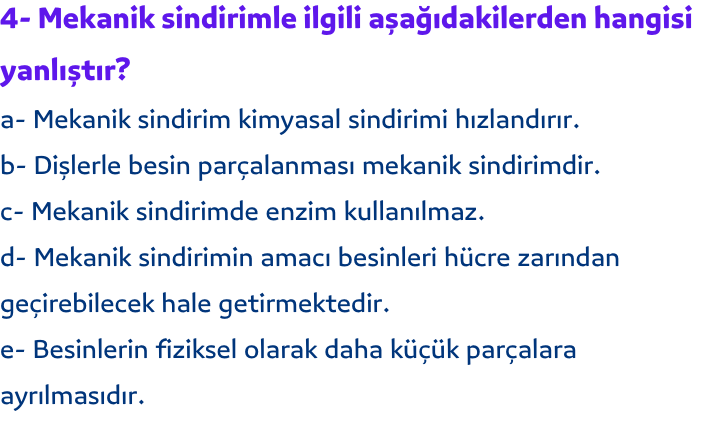 4- Mekanik sindirimle ilgili aşağıdakilerden hangisi
yanlıştır?
a- Mekanik sindirim kimyasal sindirimi hızlandırır.
b- Dişlerle besin parçalanması mekanik sindirimdir.
c- Mekanik sindirimde enzim kullanılmaz.
d- Mekanik sindirimin amacı besinleri hücre zarından
geçirebilecek hale getirmektedir.
e- Besinlerin fiziksel olarak daha küçük parçalara
ayrılmasıdır.